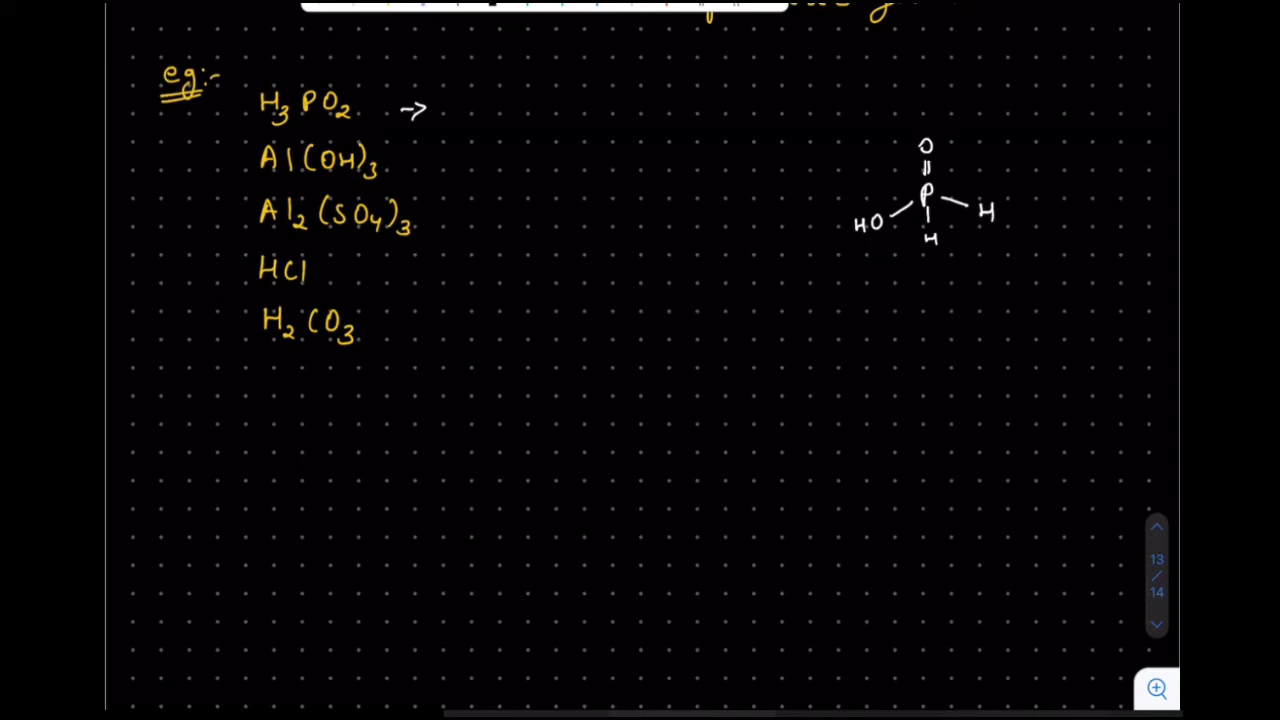 eg:-
H3PO2 →
Al(OH)3
Al2(SO4)3
HCl
H2CO3
O
P
HO
H
H
13
14